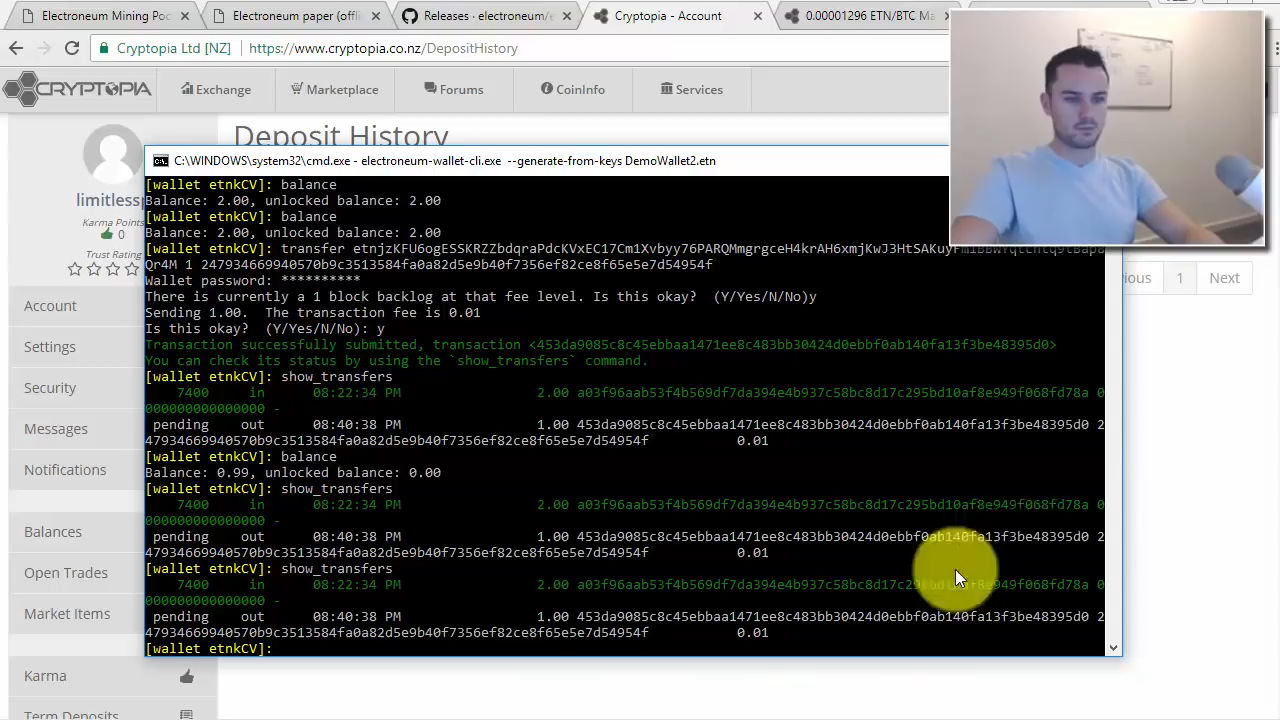 Electroneum Mining Po
Electroneum paper (offli
Releases · electroneum/e
Cryptopia - Account
0.00001296 ETN/BTC Ma
Cryptopia Ltd [NZ]
https://www.cryptopia.co.nz/DepositHistory
CRYPTOPIA
Exchange
Marketplace
Forums
CoinInfo
Services
Deposit History
limitless
Karma Points
0
Trust Rating
Account
Settings
Security
Messages
Notifications
Balances
Open Trades
Market Items
Karma
Term Deposits
ious
1
Next
C:\WINDOWS\system32\cmd.exe - electroneum-wallet-cli.exe --generate-from-keys DemoWallet2.etn
[wallet etnkCV]: balance
Balance: 2.00, unlocked balance: 2.00
[wallet etnkCV]: balance
Balance: 2.00, unlocked balance: 2.00
[wallet etnkCV]: transfer
Qr4M 1 24793466994057​0b9c3513584fa0a82d5e9b40f7356ef82ce8f65e5e7d54954f
Wallet password: **********
There is currently a 1 block backlog at that fee level. Is this okay?  (Y/Yes/N/No)y
Sending 1.00.  The transaction fee is 0.01
Is this okay?  (Y/Yes/N/No): y
Transaction successfully submitted, transaction <453da9085c8c45ebbaa1471ee8c483bb30424d0ebbf0ab140fa13f3be48395d0>
You can check its status by using the `show_transfers` command.
[wallet etnkCV]: show_transfers
7400 in 08:22:34 PM 2.00 a03f96aab53f4b569df7da394e4b937c58bc8d17c295bd10af8e949f068fd78a 0
000000000000000 -
pending out 08:40:38 PM 1.00 453da9085c8c45ebbaa1471ee8c483bb30424d0ebbf0ab140fa13f3be48395d0 2
479346699405​70b9c3513584fa0a82d5e9b40f7356ef82ce8f65e5e7d54954f 0.01
[wallet etnkCV]: balance
Balance: 0.99, unlocked balance: 0.00
[wallet etnkCV]: show_transfers
7400 in 08:22:34 PM 2.00 a03f96aab53f4b569df7da394e4b937c58bc8d17c295bd10af8e949f068fd78a 0
000000000000000 -
pending out 08:40:38 PM 1.00 453da9085c8c45ebbaa1471ee8c483bb30424d0ebbf0ab140fa13f3be48395d0 2
47934669940570b9c3513584fa0a82d5e9b40f7356ef82ce8f65e5e7d54954f 0.01
[wallet etnkCV]: show_transfers
7400 in 08:22:34 PM 2.00 0
000000000000000 -
pending out 08:40:38 PM 1.00 453da9085c8c45ebbaa1471ee8c483bb30424d0ebbf0ab140fa13f3be48395d0 2
47934669940570b9c3513584fa0a82d5e9b40f7356ef82ce8f65e5e7d54954f 0.01
[wallet etnkCV]: